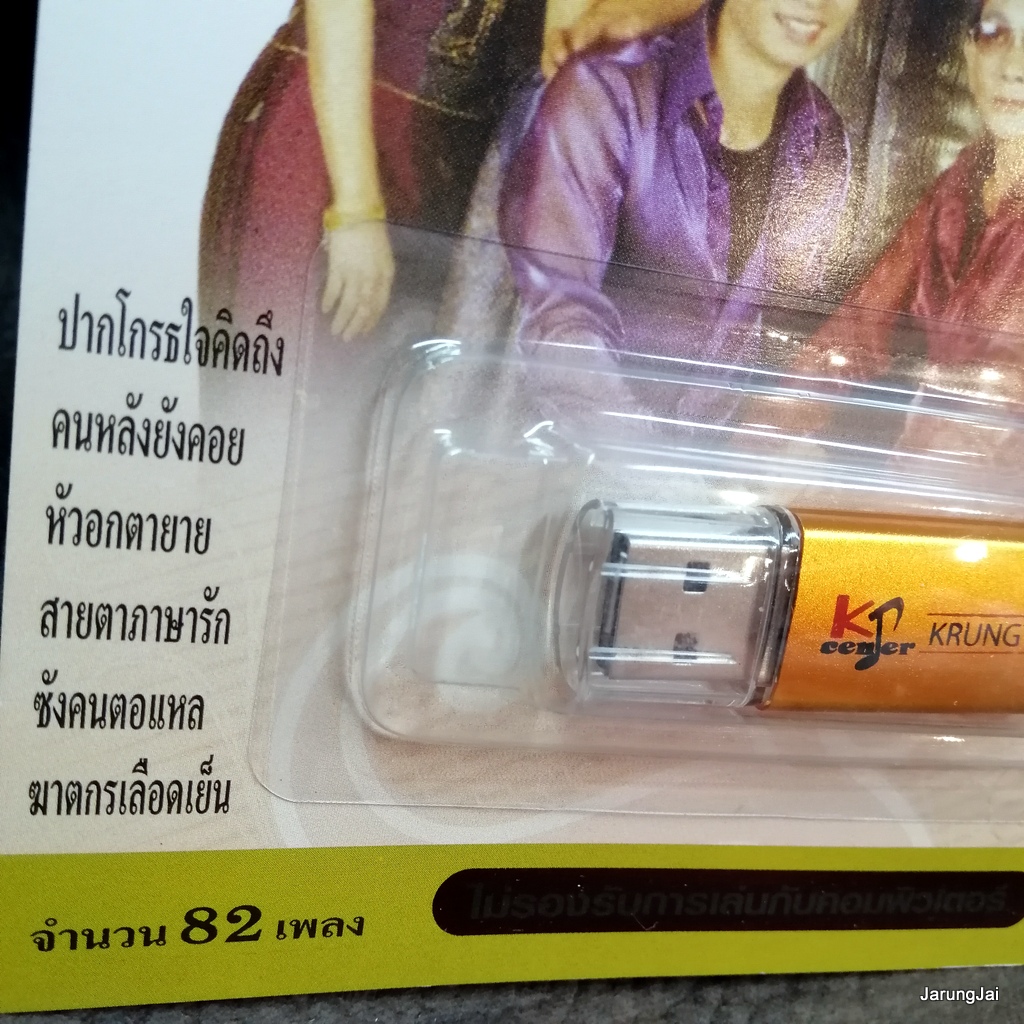 ปากโกรธใจคิดถึง
คนหลังยังคอย
หัวอกตายาย
สายตาภาษารัก
ซังคนตอแหล
ฆาตกรเลือดเย็น
KP center KRUNG
จำนวน 82 เพลง
ไม่รองรับการเล่นกับคอมพิวเตอร์
JarungJai